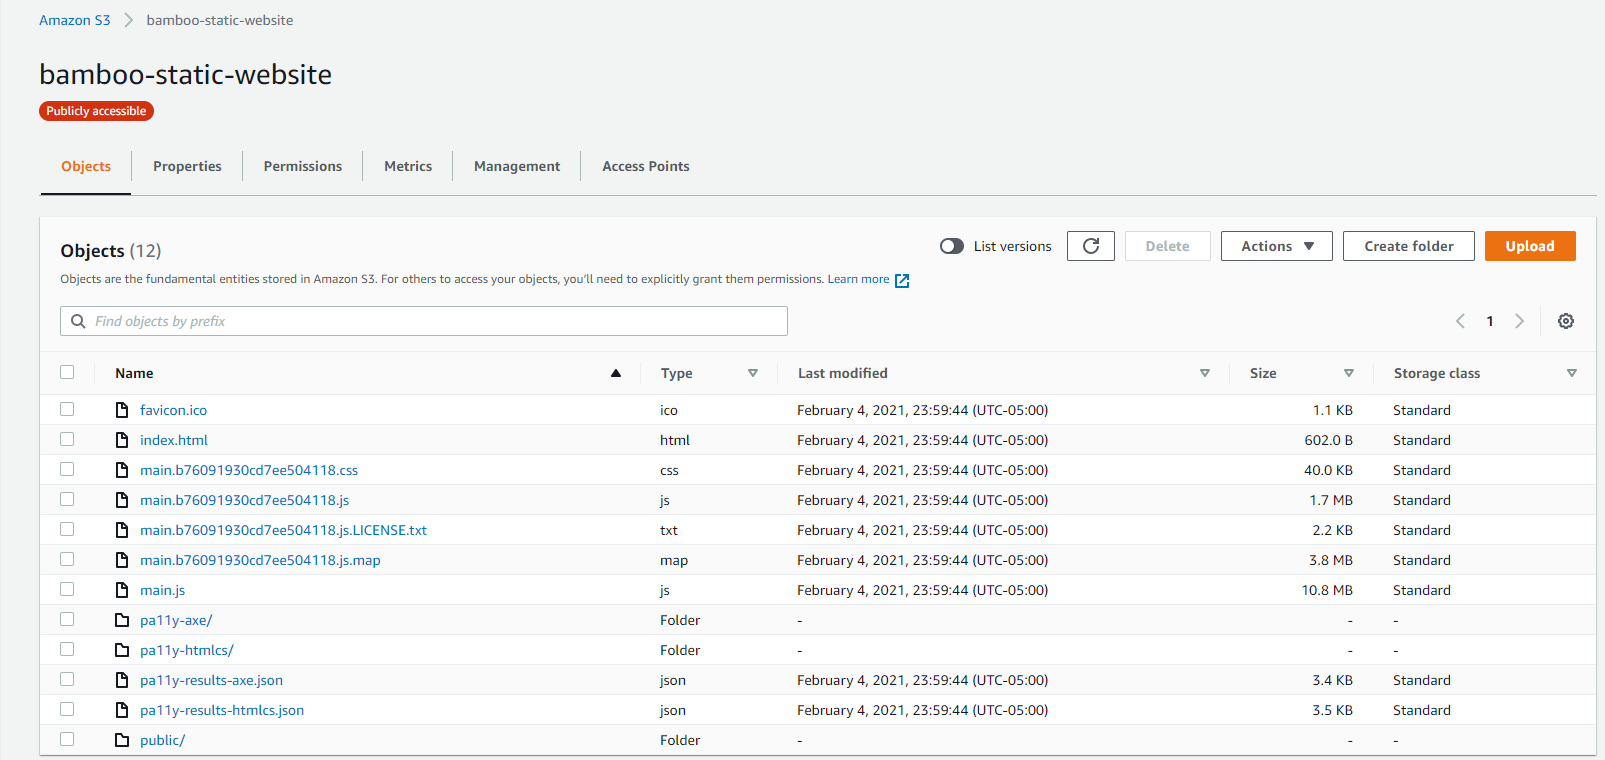 Amazon S3 > bamboo-static-website
bamboo-static-website
Publicly accessible
Objects Properties Permissions Metrics Management Access Points
Objects (12) List versions Delete Actions Create folder Upload
Objects are the fundamental entities stored in Amazon S3. For others to access your objects, you'll need to explicitly grant them permissions. Learn more
Find objects by prefix < 1 >
Name Type Last modified Size Storage class
favicon.ico ico February 4, 2021, 23:59:44 (UTC-05:00) 1.1 KB Standard
index.html html February 4, 2021, 23:59:44 (UTC-05:00) 602.0 B Standard
main.b76091930cd7ee504118.css css February 4, 2021, 23:59:44 (UTC-05:00) 40.0 KB Standard
main.b76091930cd7ee504118.js js February 4, 2021, 23:59:44 (UTC-05:00) 1.7 MB Standard
main.b76091930cd7ee504118.js.LICENSE.txt txt February 4, 2021, 23:59:44 (UTC-05:00) 2.2 KB Standard
main.b76091930cd7ee504118.js.map map February 4, 2021, 23:59:44 (UTC-05:00) 3.8 MB Standard
main.js js February 4, 2021, 23:59:44 (UTC-05:00) 10.8 MB Standard
pa11y-axe/ Folder - - -
pa11y-htmlcs/ Folder - - -
pa11y-results-axe.json json February 4, 2021, 23:59:44 (UTC-05:00) 3.4 KB Standard
pa11y-results-htmlcs.json json February 4, 2021, 23:59:44 (UTC-05:00) 3.5 KB Standard
public/ Folder - - -